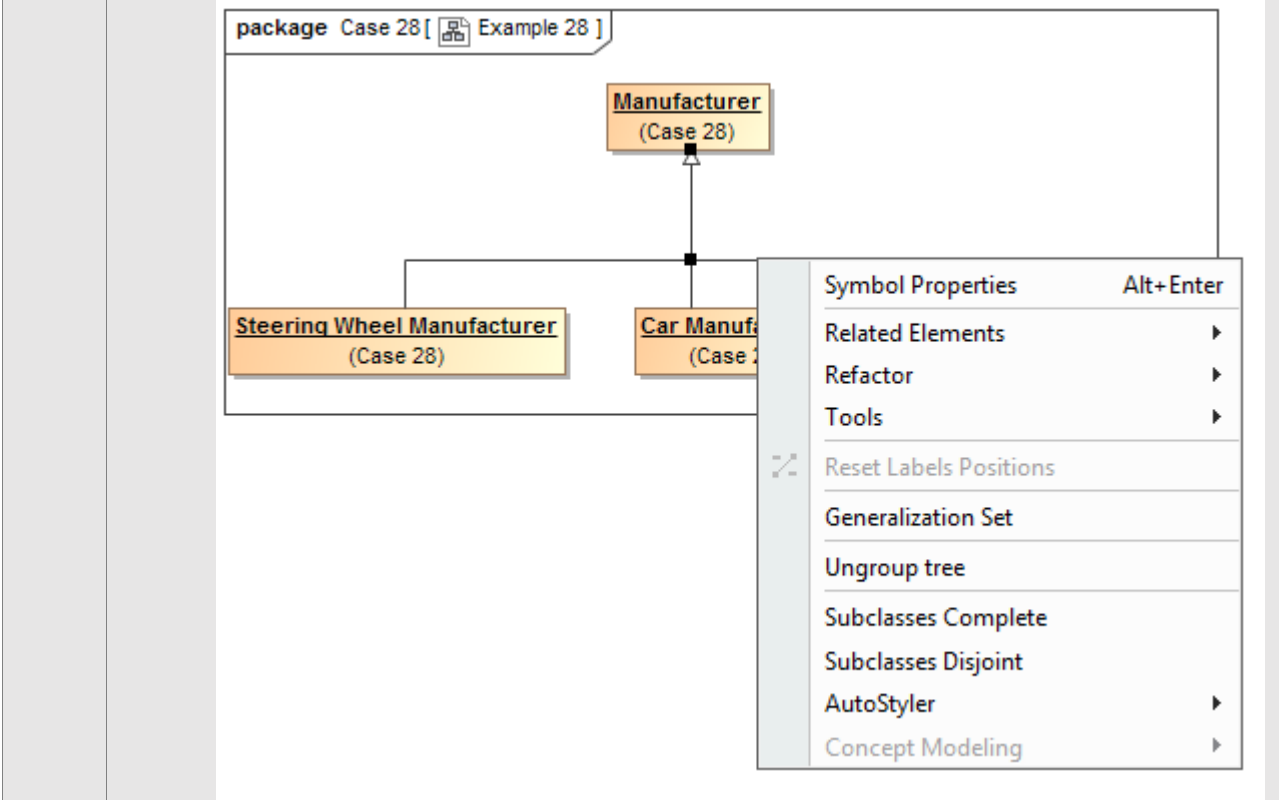 package Case 28[ Example 28 ]
Manufacturer
(Case 28)
Steering Wheel Manufacturer
(Case 28)
Car Manufa
(Case 2
Symbol Properties Alt+Enter
Related Elements
Refactor
Tools
Reset Labels Positions
Generalization Set
Ungroup tree
Subclasses Complete
Subclasses Disjoint
AutoStyler
Concept Modeling